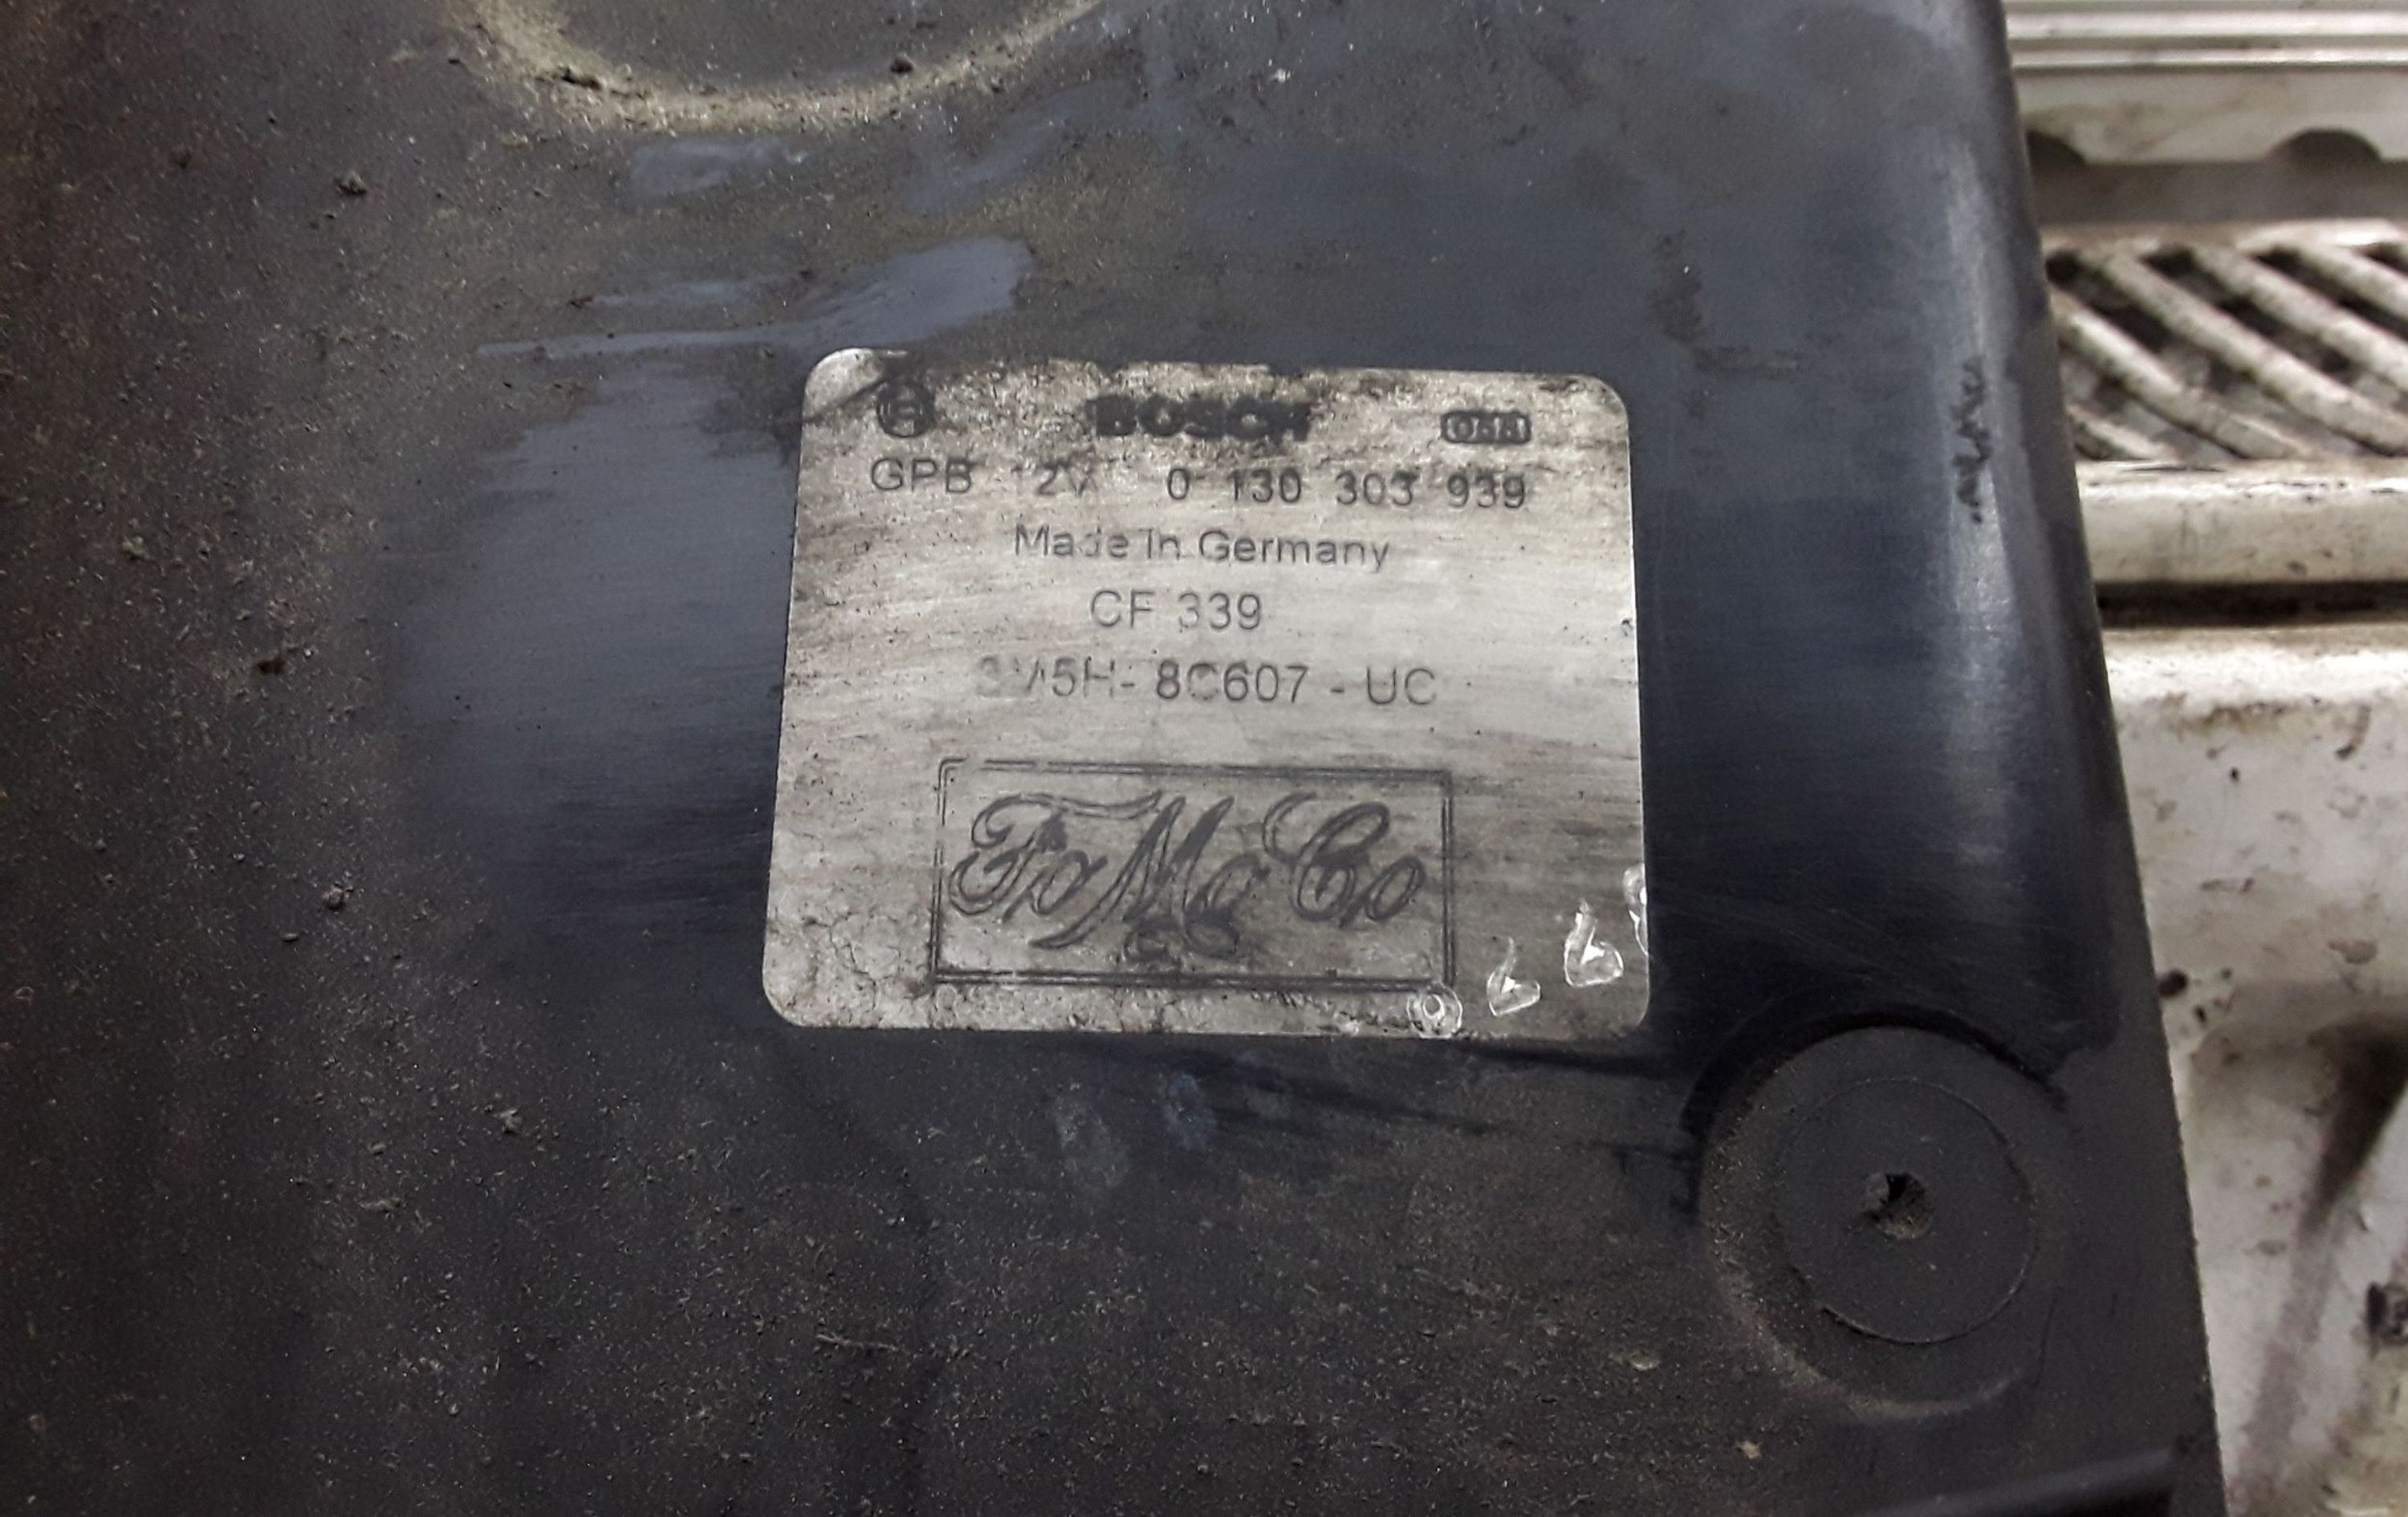 BOSCH
GPB 12V 0 130 303 939
Made in Germany
CF 339
3M5H- 8C607 - UC
FoMoCo